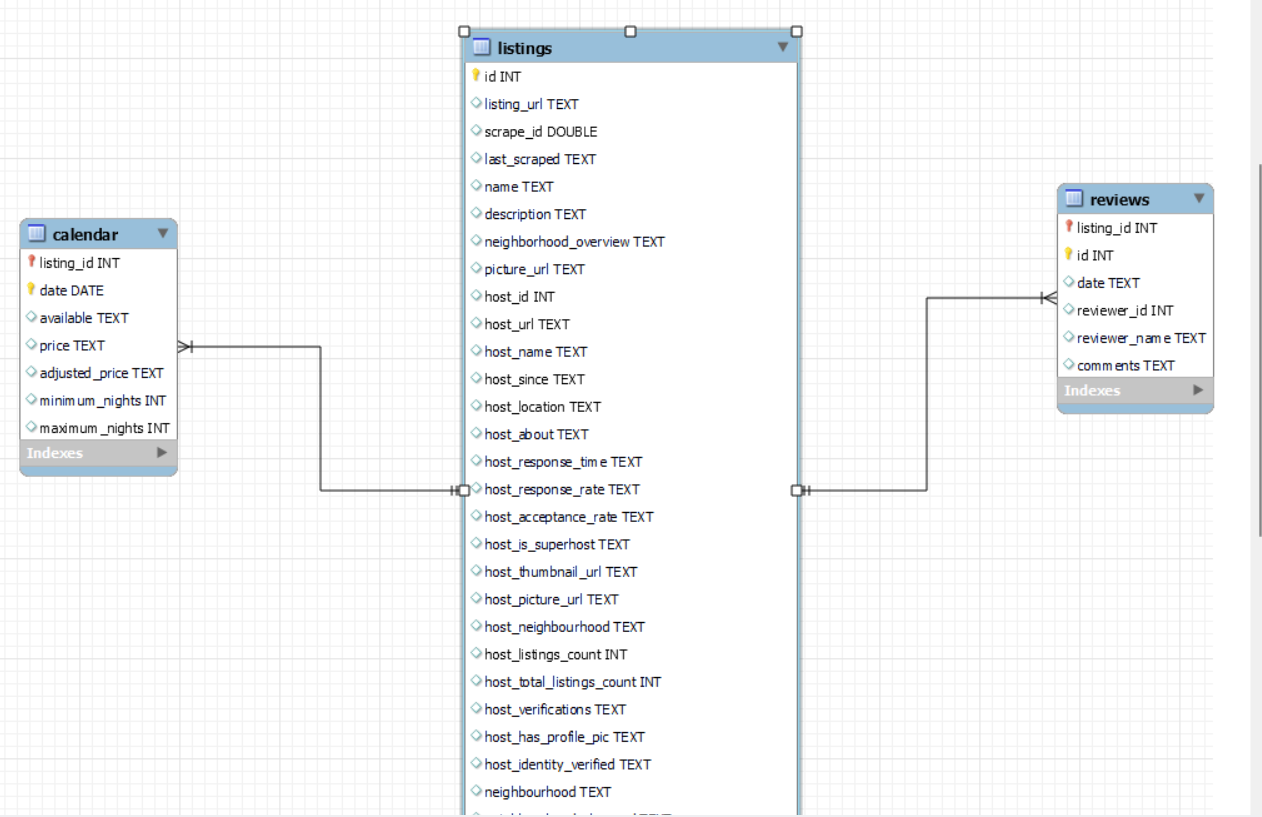 listings
id INT
listing_url TEXT
scrape_id DOUBLE
last_scraped TEXT
name TEXT
description TEXT
neighborhood_overview TEXT
picture_url TEXT
host_id INT
host_url TEXT
host_name TEXT
host_since TEXT
host_location TEXT
host_about TEXT
host_response_time TEXT
host_response_rate TEXT
host_acceptance_rate TEXT
host_is_superhost TEXT
host_thumbnail_url TEXT
host_picture_url TEXT
host_neighbourhood TEXT
host_listings_count INT
host_total_listings_count INT
host_verifications TEXT
host_has_profile_pic TEXT
host_identity_verified TEXT
neighbourhood TEXT
calendar
listing_id INT
date DATE
available TEXT
price TEXT
adjusted_price TEXT
minimum_nights INT
maximum_nights INT
Indexes
reviews
listing_id INT
id INT
date TEXT
reviewer_id INT
reviewer_name TEXT
comments TEXT
Indexes